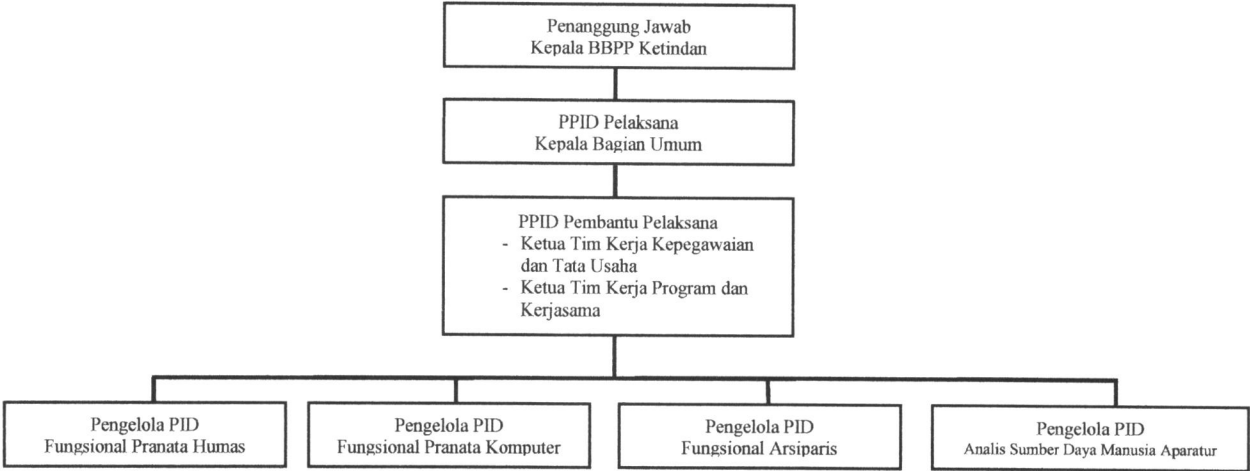 Penanggung Jawab
Kepala BBPP Ketindan
PPID Pelaksana
Kepala Bagian Umum
PPID Pembantu Pelaksana
- Ketua Tim Kerja Kepegawaian
dan Tata Usaha
- Ketua Tim Kerja Program dan
Kerjasama
Pengelola PID
Fungsional Pranata Humas
Pengelola PID
Fungsional Pranata Komputer
Pengelola PID
Fungsional Arsiparis
Pengelola PID
Analis Sumber Daya Manusia Aparatur